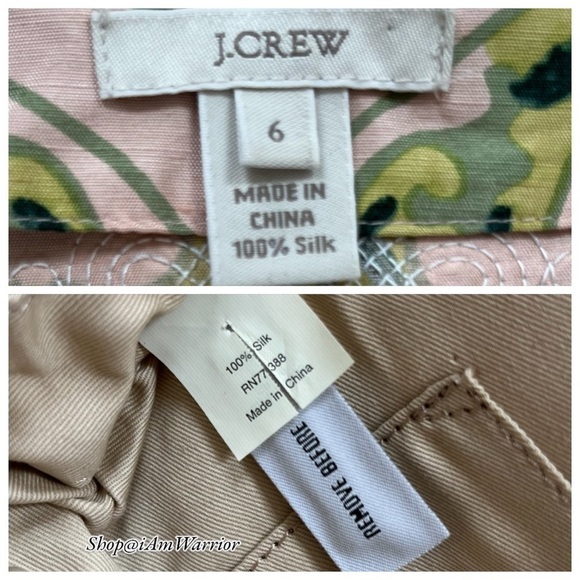 J.CREW
6
MADE IN
CHINA
100% Silk
100% Silk
RN77388
Made in China
REMOVE BEFORE
Shop@iAmWarrior